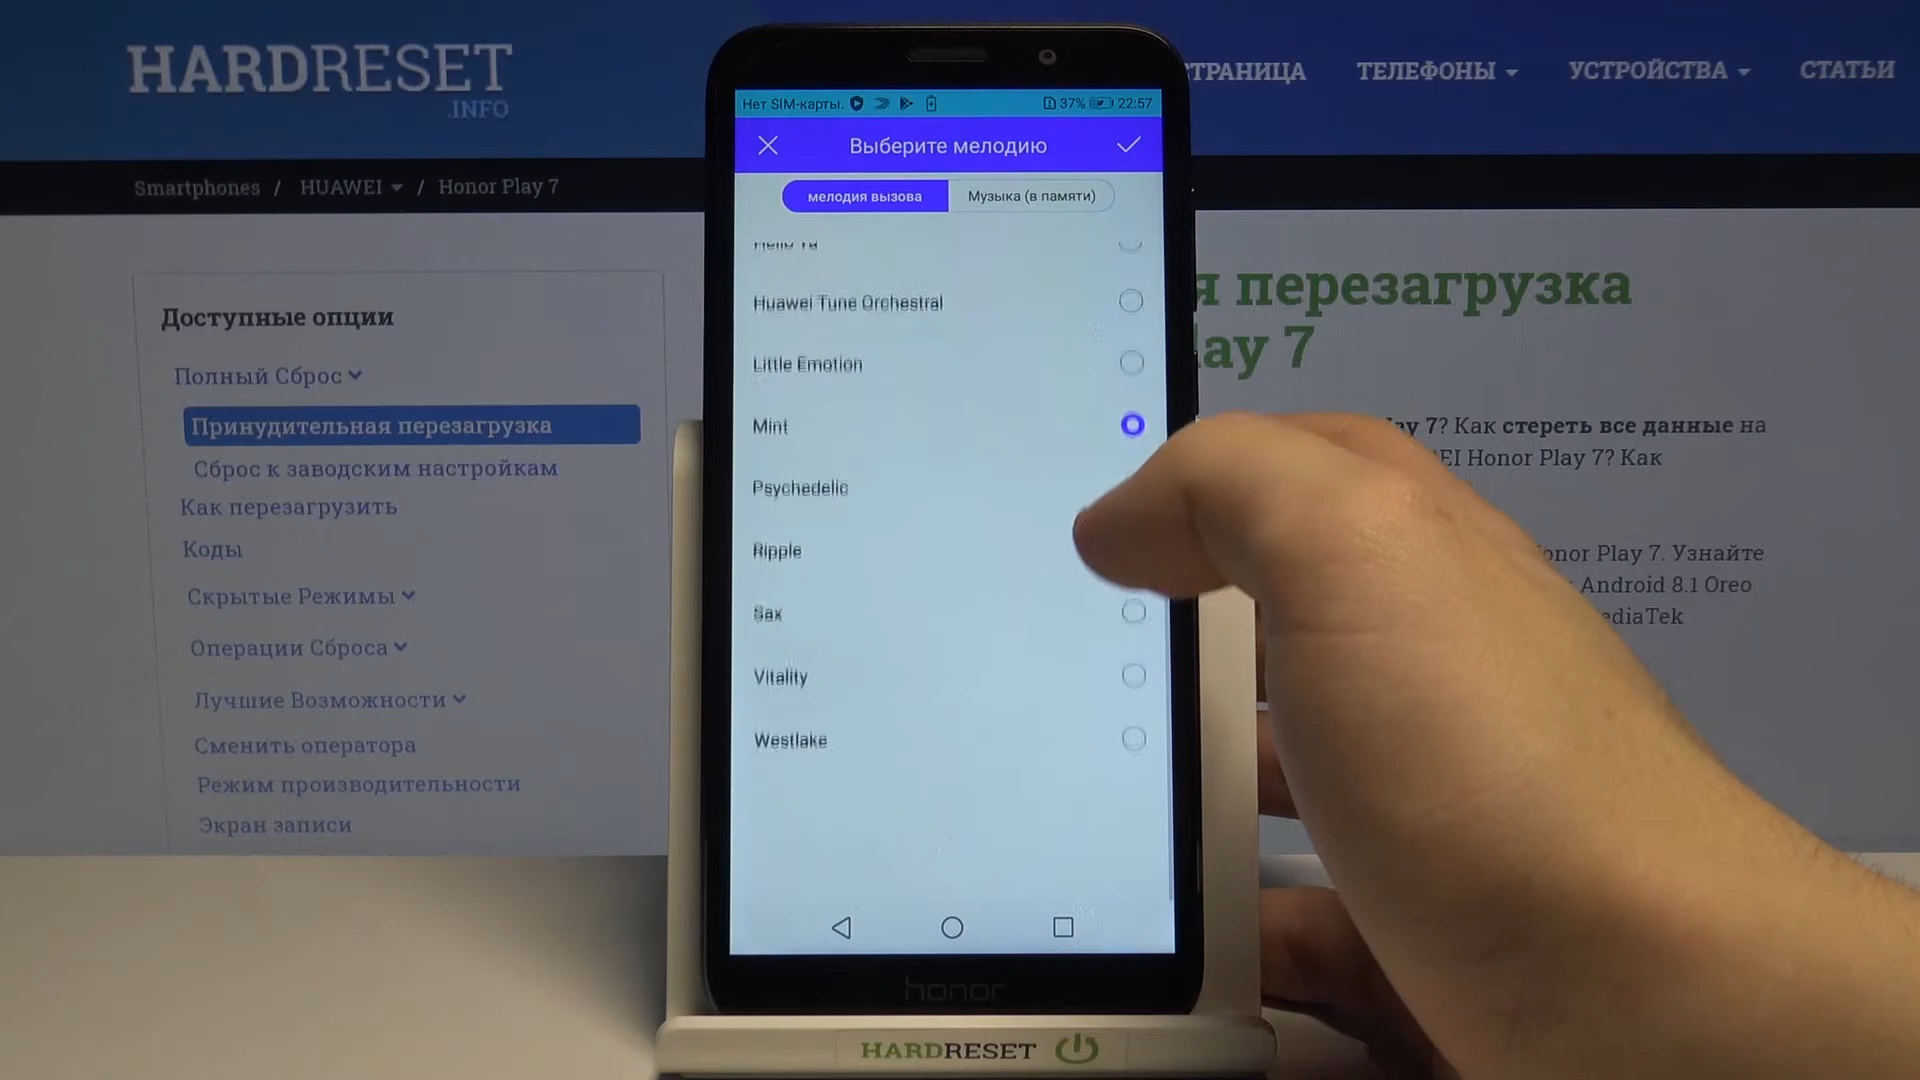 HARDRESET
.INFO
ТРАНИЦА ТЕЛЕФОНЫ УСТРОЙСТВА СТАТЬИ
Smartphones / HUAWEI / Honor Play 7
Доступные опции
Полный Сброс
Принудительная перезагрузка
Сброс к заводским настройкам
Как перезагрузить
Коды
Скрытые Режимы
Операции Сброса
Лучшие Возможности
Сменить оператора
Режим производительности
Экран записи
Нет SIM-карты. 37% 22:57
Выберите мелодию
мелодия вызова Музыка (в памяти)
Hello Ya
Huawei Tune Orchestral
Little Emotion
Mint
Psychedelic
Ripple
Sax
Vitality
Westlake
honor
HARDRESET
я перезагрузка
lay 7
ay 7? Как стереть все данные на
EI Honor Play 7? Как
onor Play 7. Узнайте
Android 8.1 Oreo
ediaTek